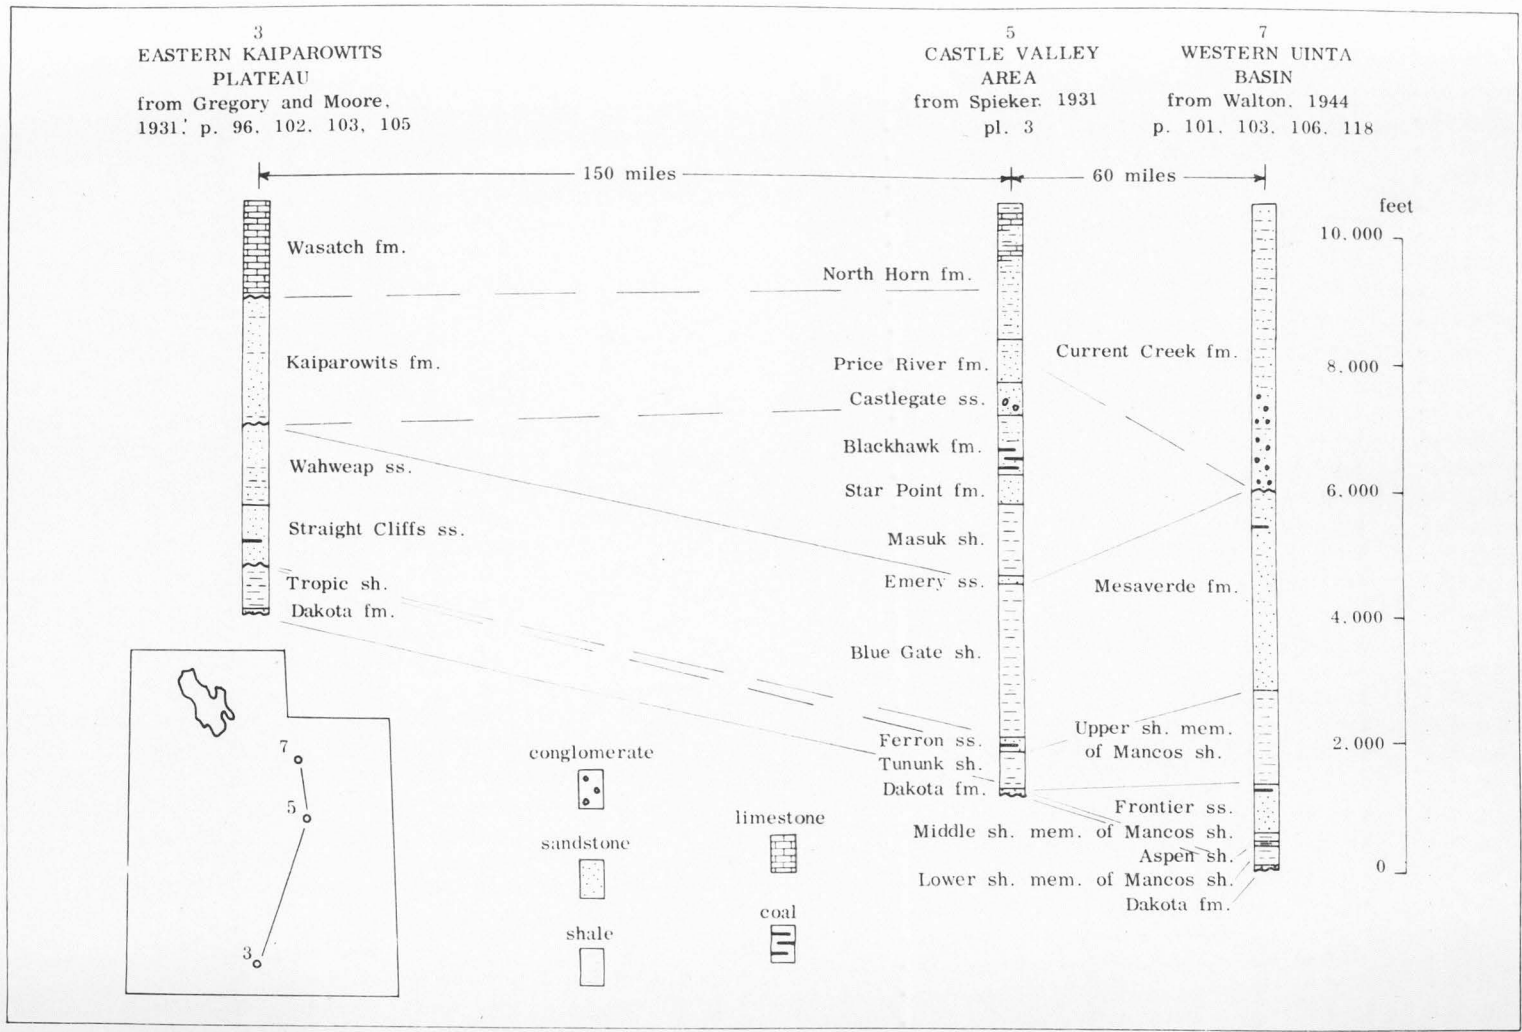 3
EASTERN KAIPAROWITS
PLATEAU
from Gregory and Moore,
1931. p. 96. 102. 103, 105
5
CASTLE VALLEY
AREA
from Spieker. 1931
pl. 3
7
WESTERN UINTA
BASIN
from Walton. 1944
p. 101. 103. 106. 118
150 miles
60 miles
feet
10.000
8.000
6.000
4.000
2.000
0
Wasatch fm.
Kaiparowits fm.
Wahweap ss.
Straight Cliffs ss.
Tropic sh.
Dakota fm.
North Horn fm.
Price River fm.
Castlegate ss.
Blackhawk fm.
Star Point fm.
Masuk sh.
Emery ss.
Blue Gate sh.
Ferron ss.
Tununk sh.
Dakota fm.
Current Creek fm.
Mesaverde fm.
Upper sh. mem.
of Mancos sh.
Frontier ss.
Middle sh. mem. of Mancos sh.
Aspen sh.
Lower sh. mem. of Mancos sh.
Dakota fm.
7
5
3
conglomerate
sandstone
shale
limestone
coal